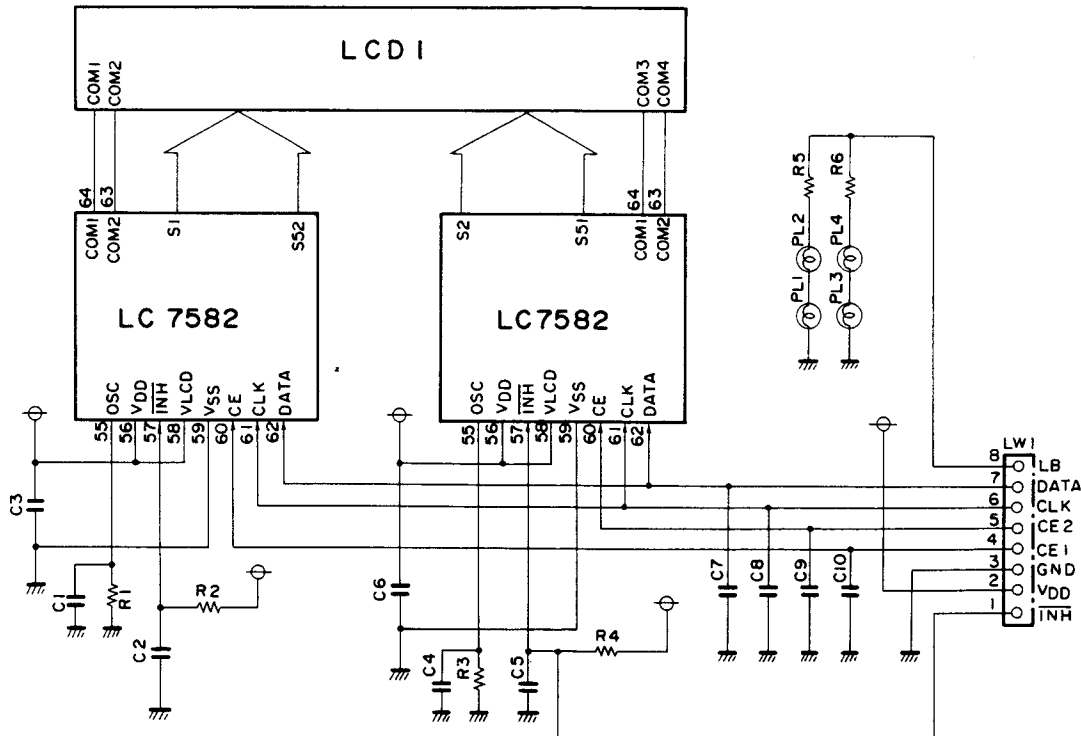 LCD1
COM1
COM2
COM3
COM4
64
63
64
63
COM1
COM2
S1
S52
S2
S51
COM1
COM2
LC 7582
LC7582
OSC
VDD
INH
VLCD
VSS
CE
CLK
DATA
55
56
57
58
59
60
61
62
OSC
VDD
INH
VLCD
VSS
CE
CLK
DATA
55
56
57
58
59
60
61
62
R5
R6
PL2
PL4
PL1
PL3
LW1
8 LB
7 DATA
6 CLK
5 CE2
4 CE1
3 GND
2 VDD
1 INH
C3
C1
R1
C2
R2
C6
C4
R3
C5
R4
C7
C8
C9
C10